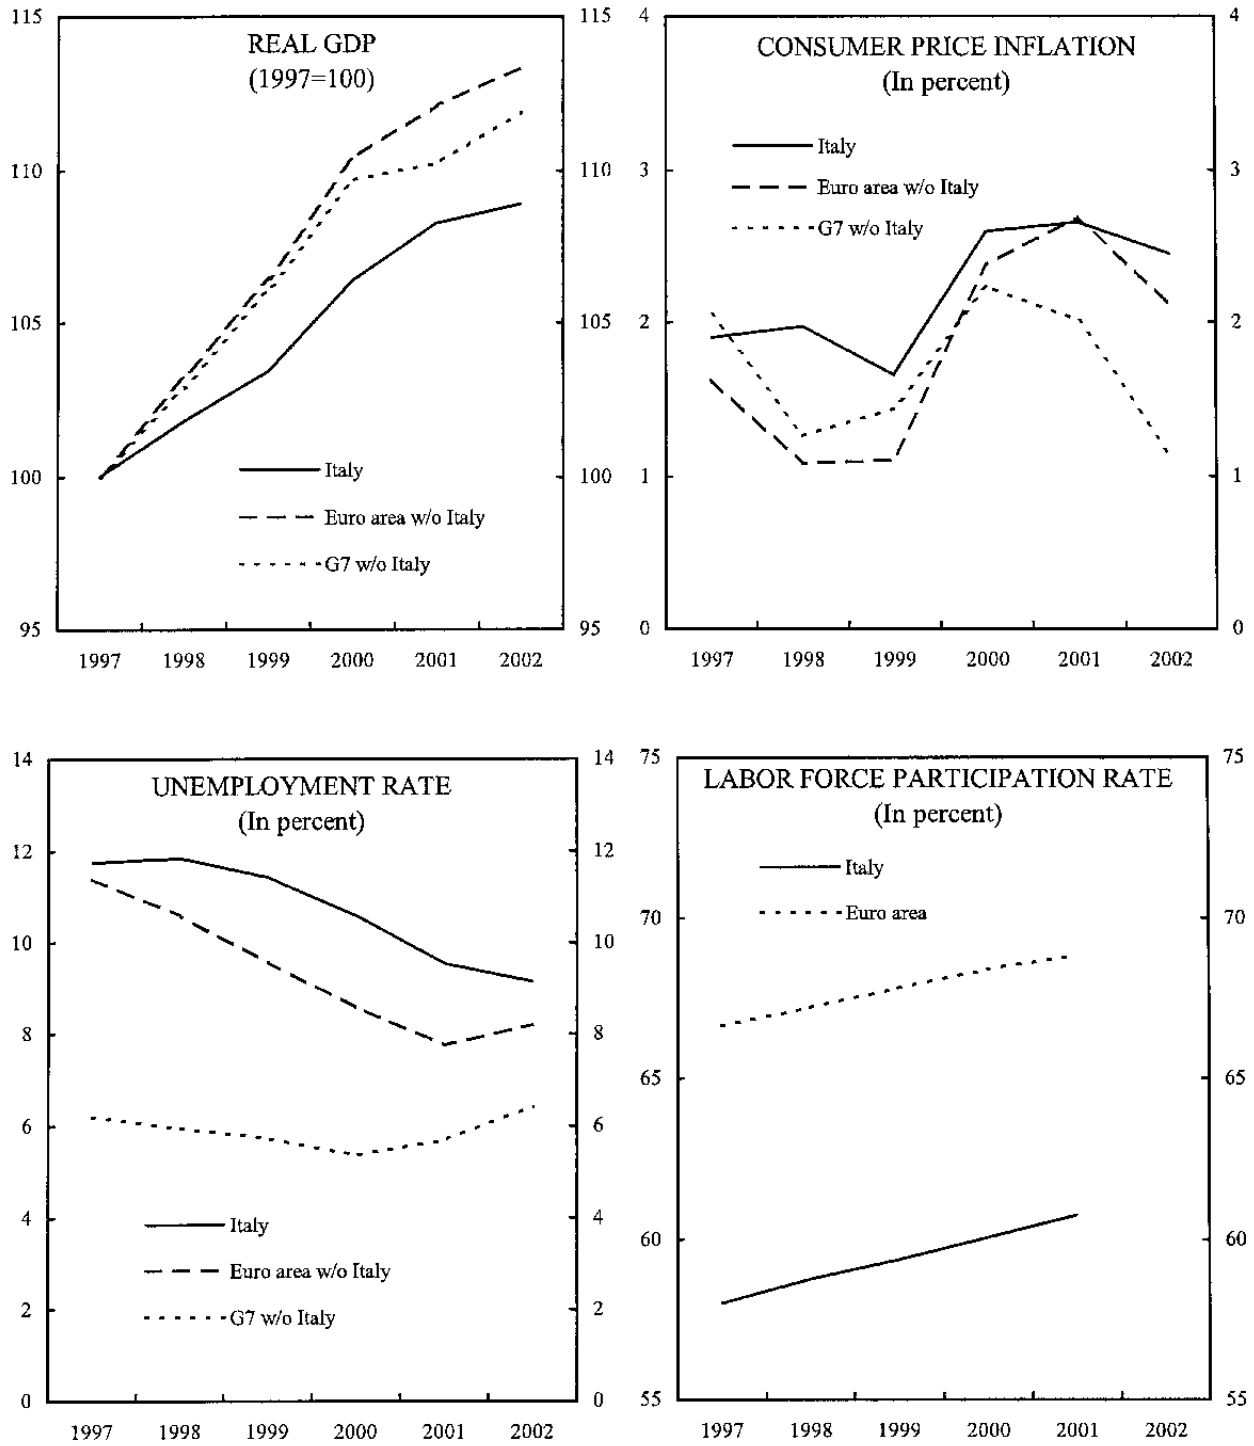 REAL GDP
(1997=100)
115
110
105
100
95
115
110
105
100
95
Italy
Euro area w/o Italy
G7 w/o Italy
1997 1998 1999 2000 2001 2002
CONSUMER PRICE INFLATION
(In percent)
4
3
2
1
0
4
3
2
1
0
Italy
Euro area w/o Italy
G7 w/o Italy
1997 1998 1999 2000 2001 2002
UNEMPLOYMENT RATE
(In percent)
14
12
10
8
6
4
2
0
14
12
10
8
6
4
2
0
Italy
Euro area w/o Italy
G7 w/o Italy
1997 1998 1999 2000 2001 2002
LABOR FORCE PARTICIPATION RATE
(In percent)
75
70
65
60
55
75
70
65
60
55
Italy
Euro area
1997 1998 1999 2000 2001 2002